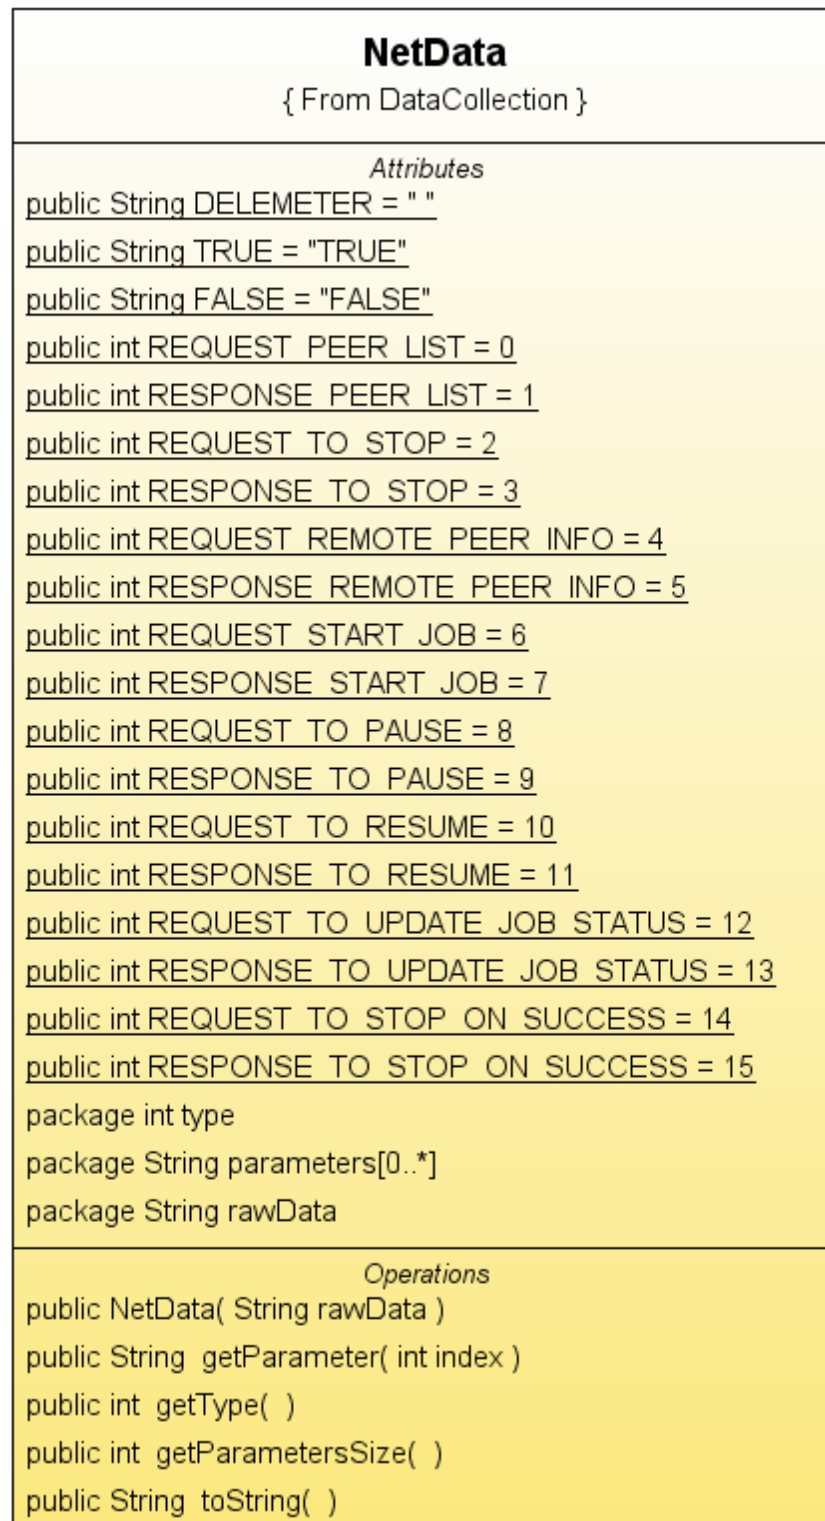 NetData
{ From DataCollection }
Attributes
public String DELEMETER = " "
public String TRUE = "TRUE"
public String FALSE = "FALSE"
public int REQUEST_PEER_LIST = 0
public int RESPONSE_PEER_LIST = 1
public int REQUEST_TO_STOP = 2
public int RESPONSE_TO_STOP = 3
public int REQUEST_REMOTE_PEER_INFO = 4
public int RESPONSE_REMOTE_PEER_INFO = 5
public int REQUEST_START_JOB = 6
public int RESPONSE_START_JOB = 7
public int REQUEST_TO_PAUSE = 8
public int RESPONSE_TO_PAUSE = 9
public int REQUEST_TO_RESUME = 10
public int RESPONSE_TO_RESUME = 11
public int REQUEST_TO_UPDATE_JOB_STATUS = 12
public int RESPONSE_TO_UPDATE_JOB_STATUS = 13
public int REQUEST_TO_STOP_ON_SUCCESS = 14
public int RESPONSE_TO_STOP_ON_SUCCESS = 15
package int type
package String parameters[0..*]
package String rawData
Operations
public NetData( String rawData )
public String  getParameter( int index )
public int  getType(  )
public int  getParametersSize(  )
public String  toString(  )